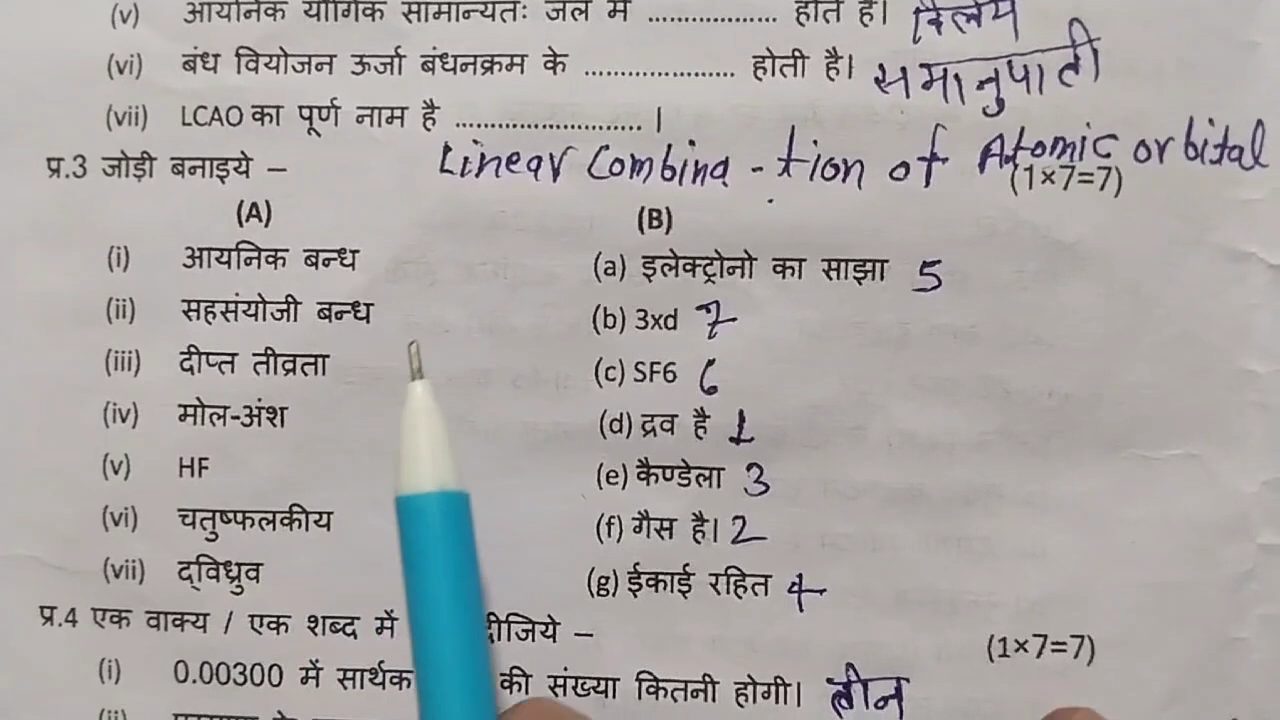 (v) आयनिक यौगिक सामान्यतः जल में .................. होते है। विलेय
(vi) बंध वियोजन ऊर्जा बंधनक्रम के ..................... होती है। समानुपाती
(vii) LCAO का पूर्ण नाम है .......................... ।
Linear Combina - tion of Atomic orbital
प्र.3 जोड़ी बनाइये – (1×7=7)
(A) (B)
(i) आयनिक बन्ध (a) इलेक्ट्रोनो का साझा 5
(ii) सहसंयोजी बन्ध (b) 3xd 7
(iii) दीप्त तीव्रता (c) SF6 6
(iv) मोल-अंश (d) द्रव है 1
(v) HF (e) कैण्डेला 3
(vi) चतुष्फलकीय (f) गैस है। 2
(vii) द्विध्रुव (g) ईकाई रहित 4
प्र.4 एक वाक्य / एक शब्द में दीजिये – (1×7=7)
(i) 0.00300 में सार्थक की संख्या कितनी होगी। तीन